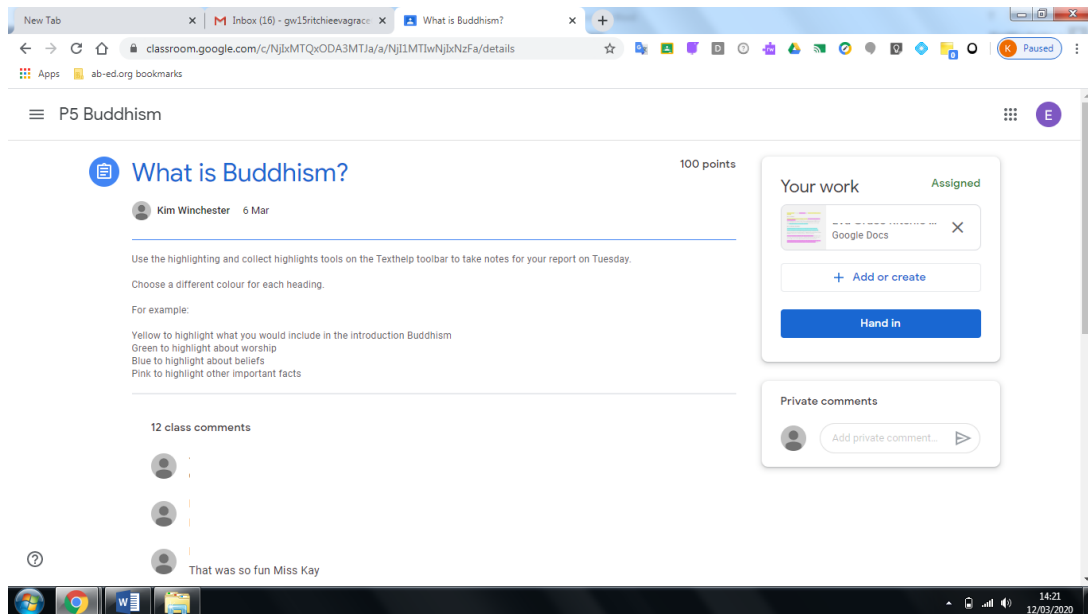 New Tab
Inbox (16) - gw15ritchieevagrace
What is Buddhism?
classroom.google.com/c/NjIxMTQxODA3MTJa/a/NjI1MTIwNjIxNzFa/details
Paused
Apps
ab-ed.org bookmarks
P5 Buddhism
E
What is Buddhism?
100 points
Kim Winchester 6 Mar
Use the highlighting and collect highlights tools on the Texthelp toolbar to take notes for your report on Tuesday.
Choose a different colour for each heading.
For example:
Yellow to highlight what you would include in the introduction Buddhism
Green to highlight about worship
Blue to highlight about beliefs
Pink to highlight other important facts
12 class comments
That was so fun Miss Kay
Your work
Assigned
Google Docs
+ Add or create
Hand in
Private comments
Add private comment...
14:21
12/03/2020